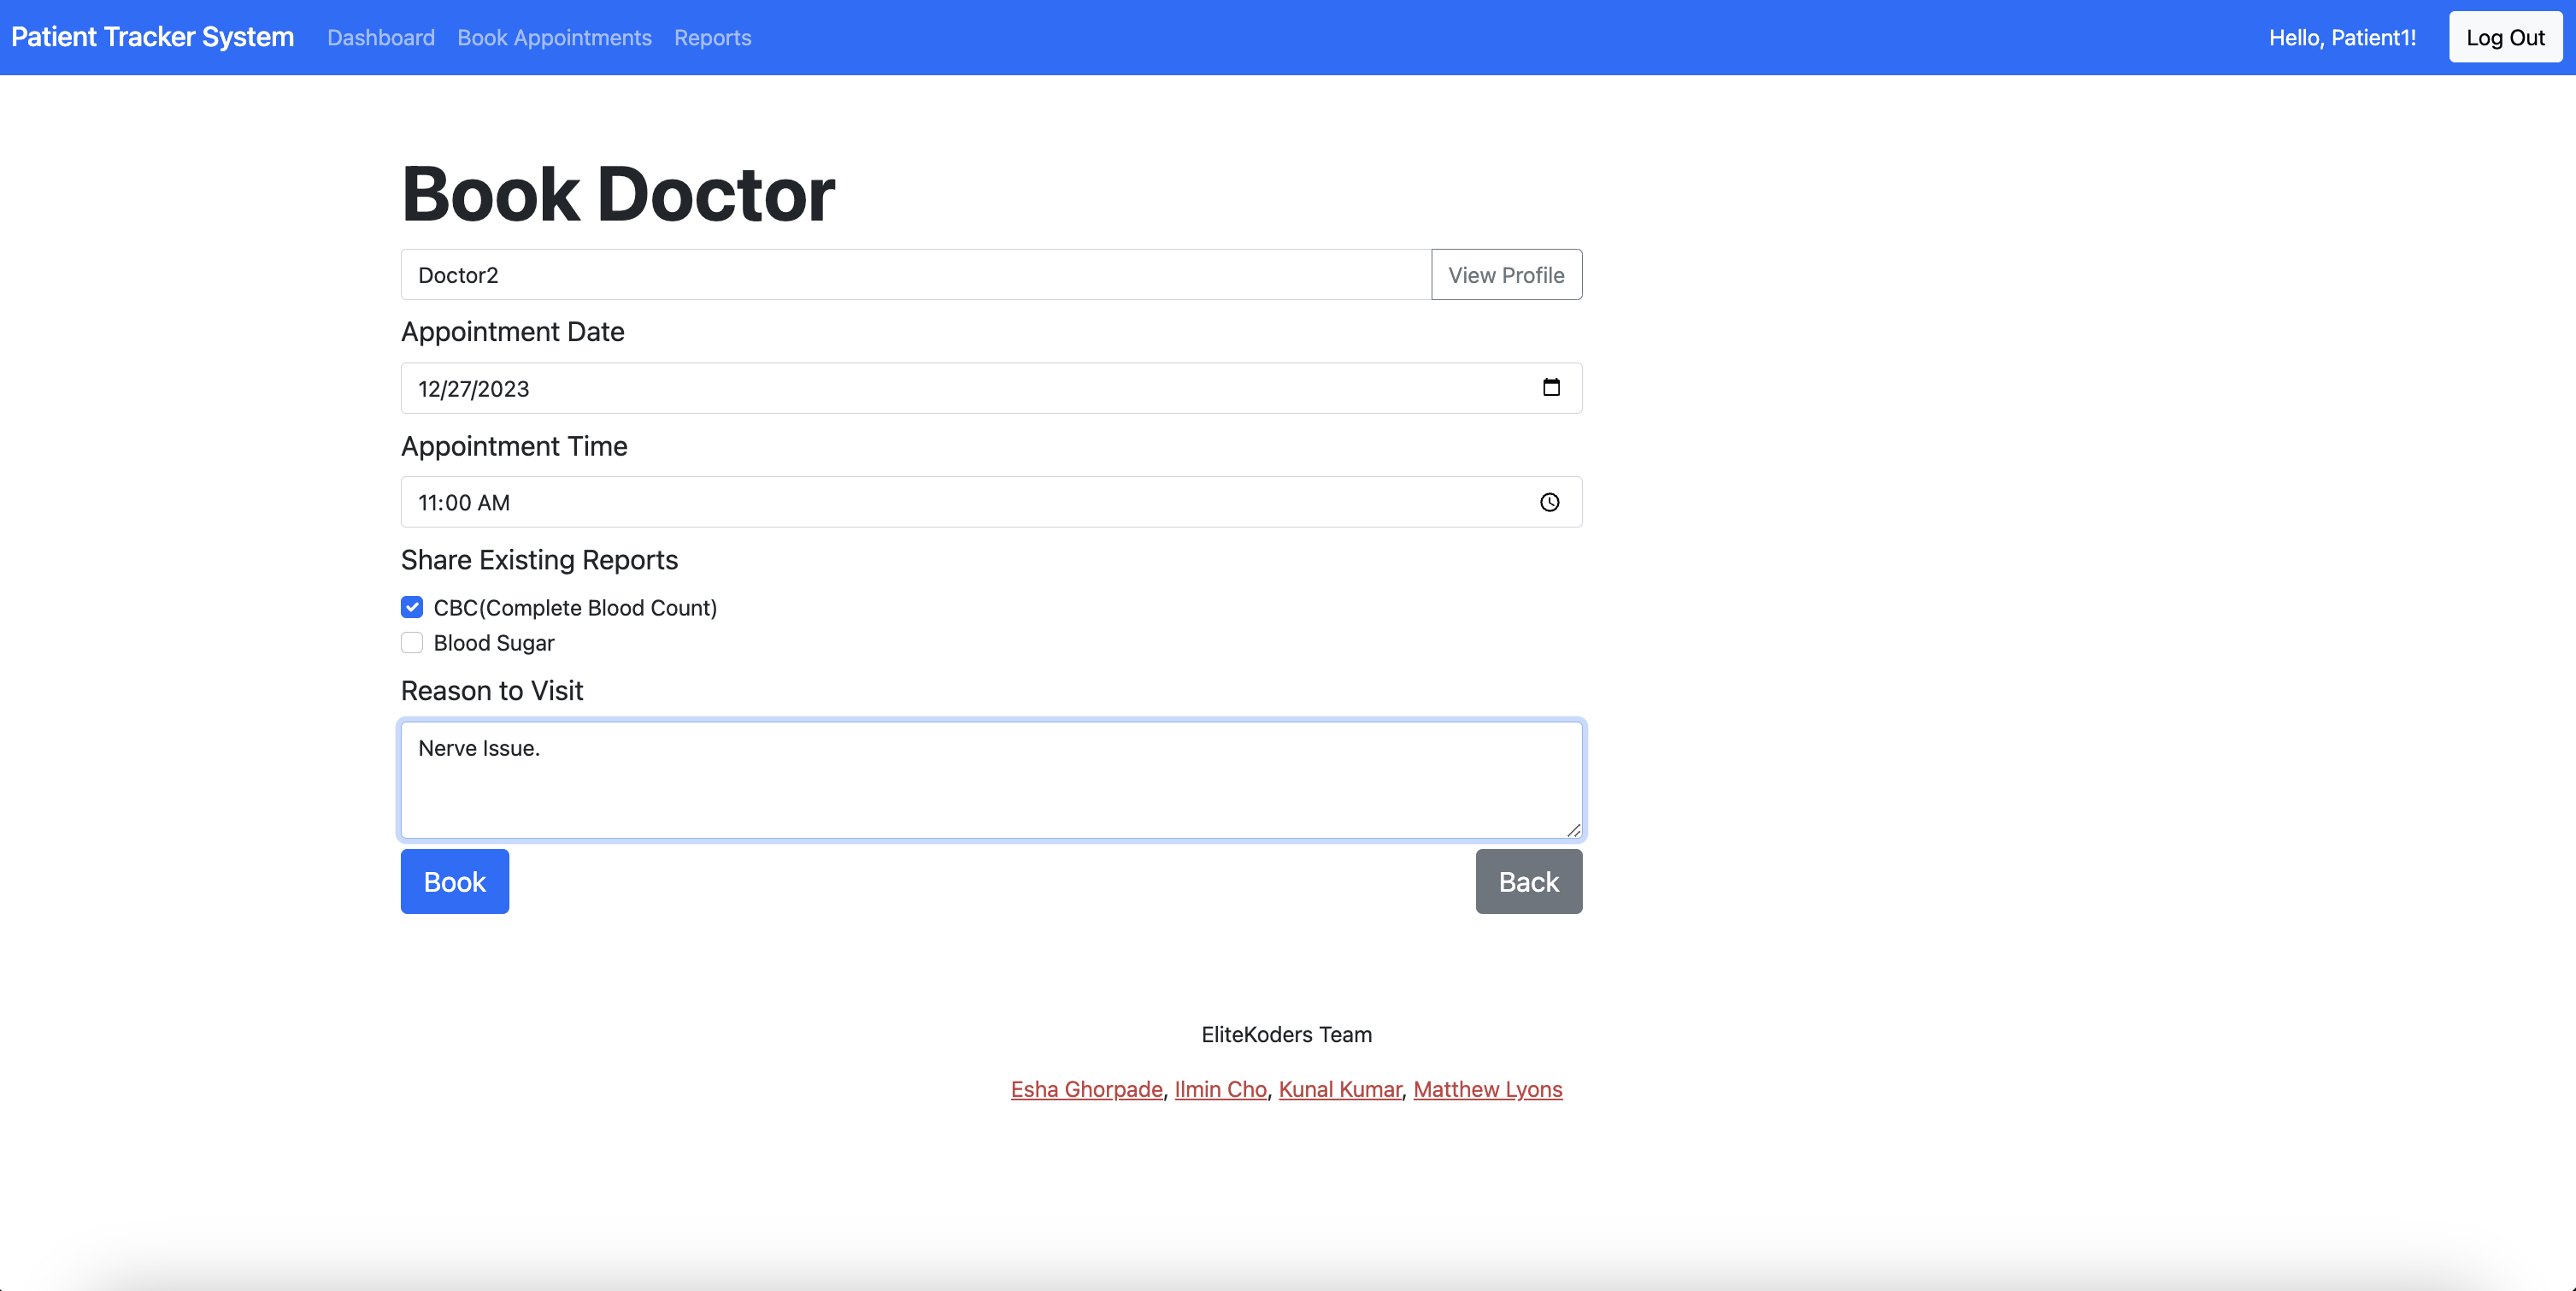 Patient Tracker System Dashboard Book Appointments Reports Hello, Patient1! Log Out
Book Doctor
Doctor2 View Profile
Appointment Date
12/27/2023
Appointment Time
11:00 AM
Share Existing Reports
CBC(Complete Blood Count)
Blood Sugar
Reason to Visit
Nerve Issue.
Book Back
EliteKoders Team
Esha Ghorpade, Ilmin Cho, Kunal Kumar, Matthew Lyons